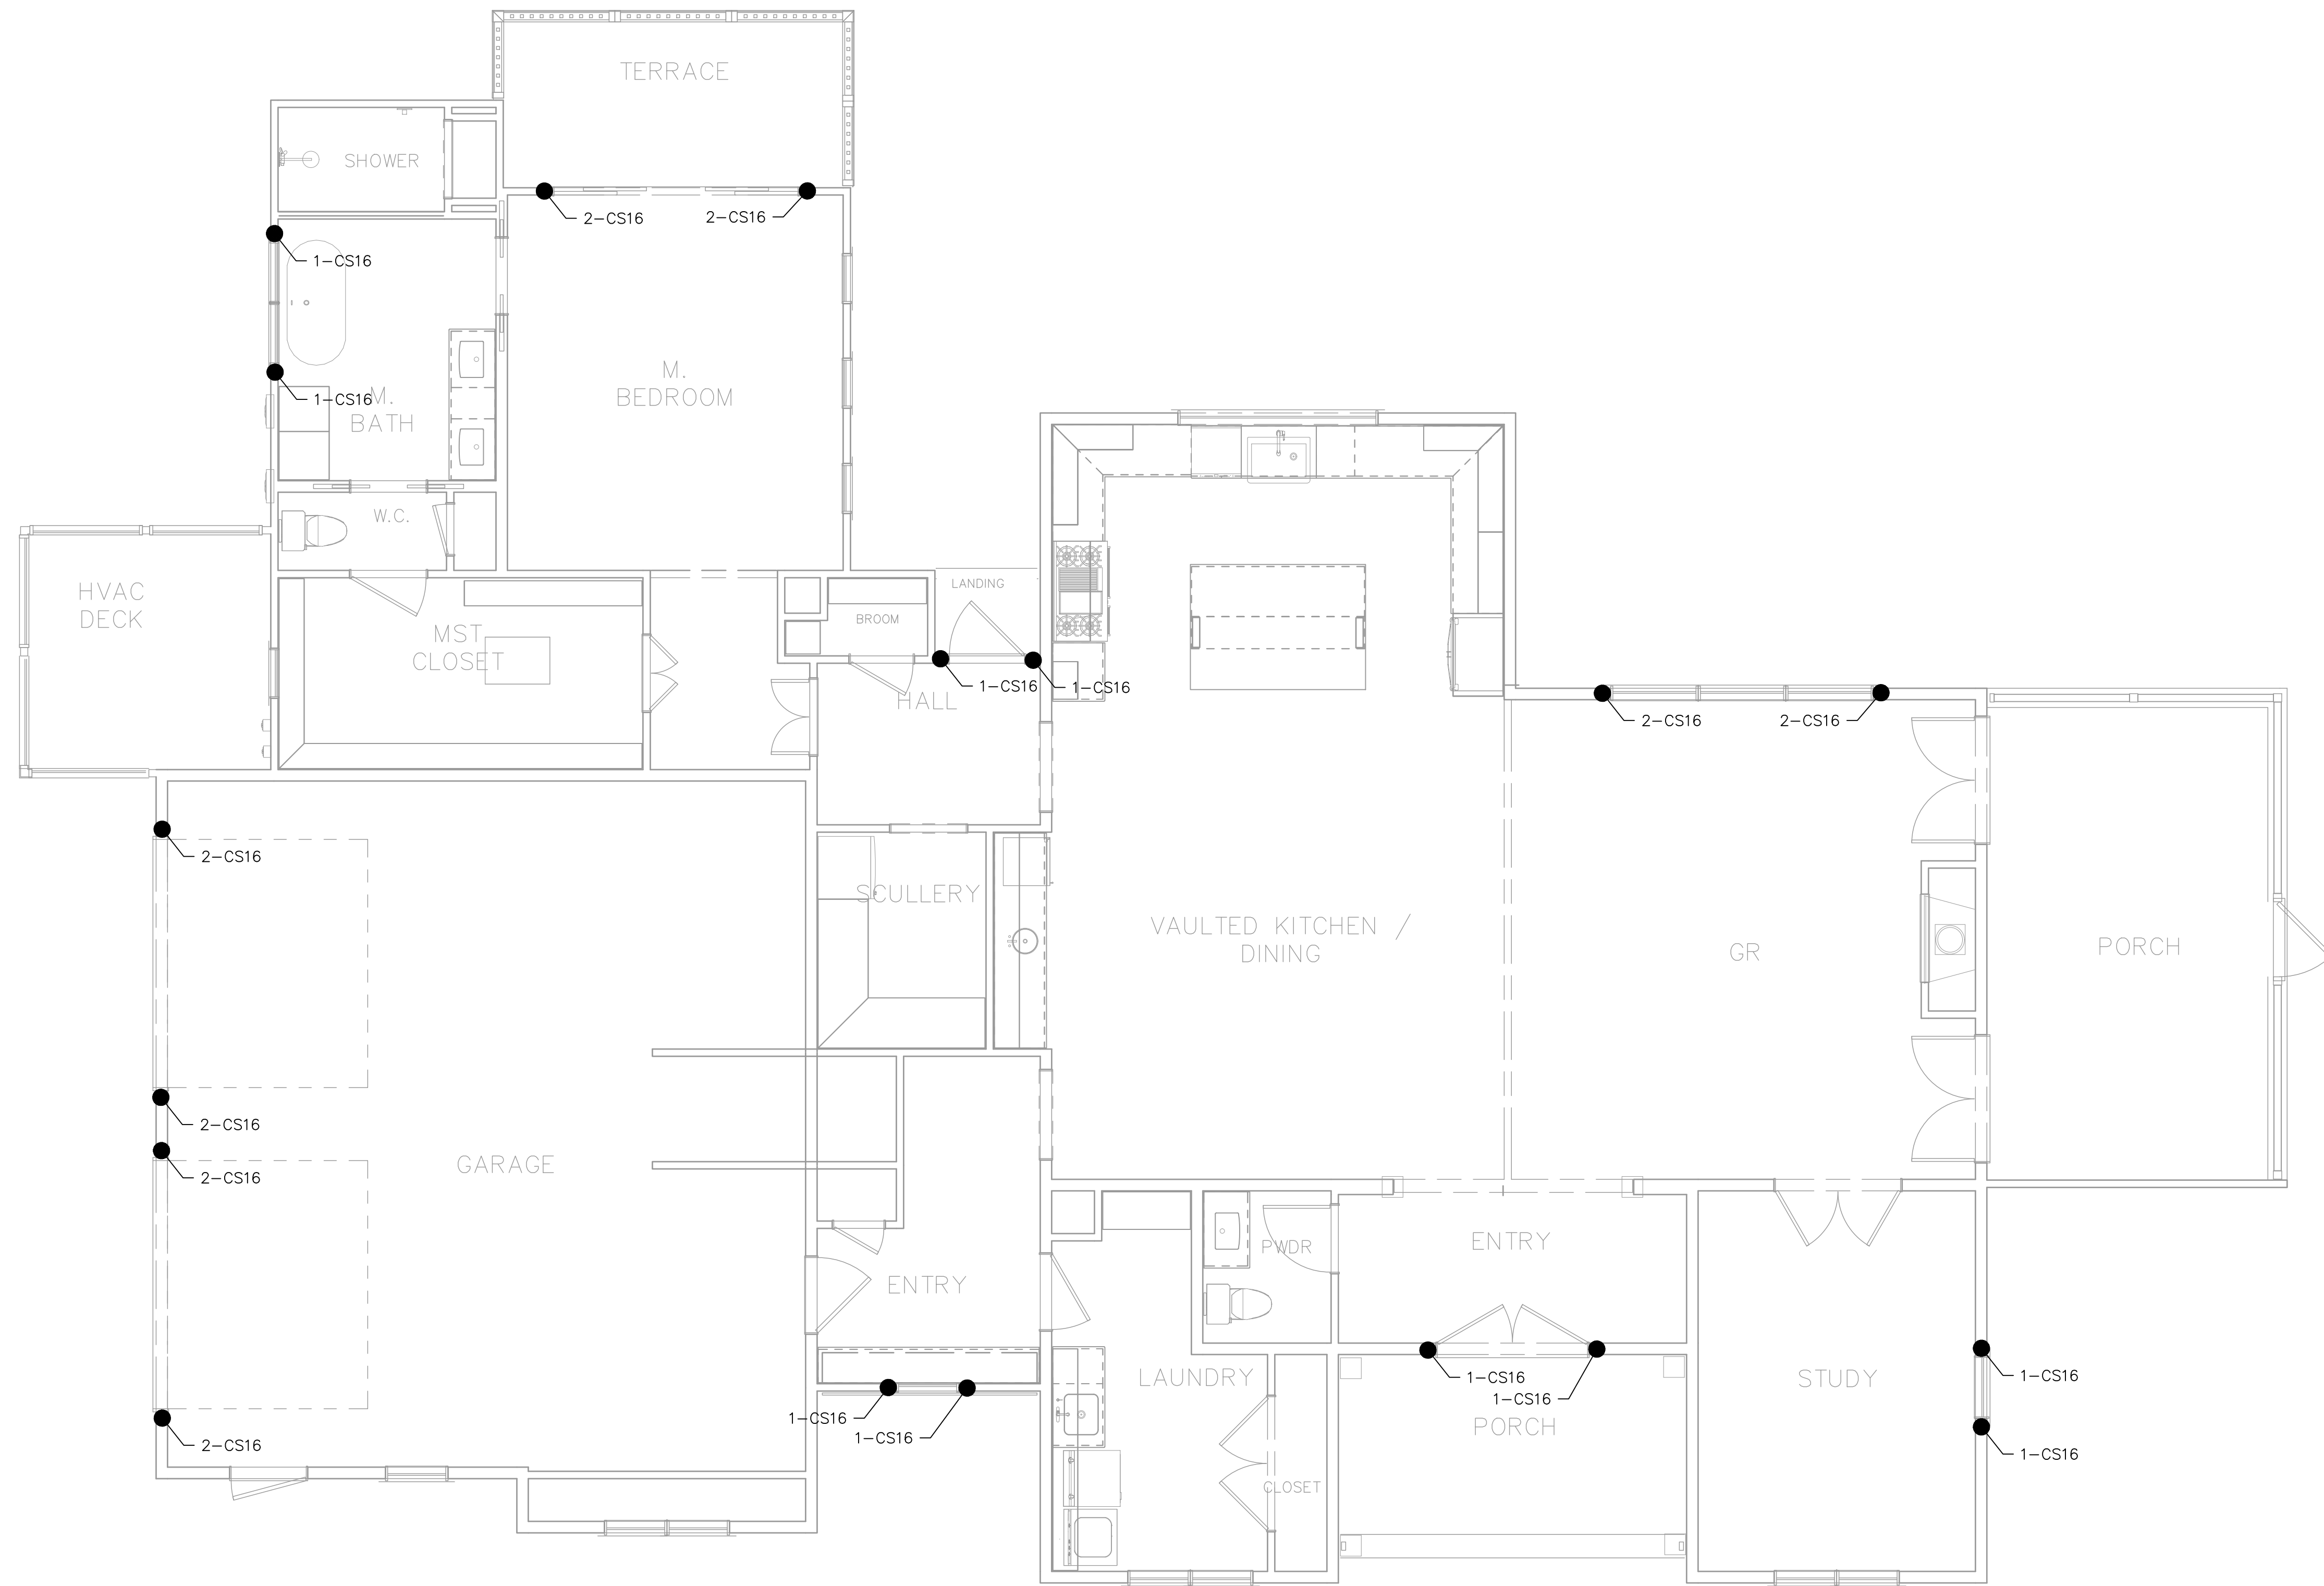 TERRACE
SHOWER
2-CS16
2-CS16
1-CS16
M.
BEDROOM
1-CS16
M.
BATH
W.C.
HVAC
DECK
LANDING
BROOM
MST
CLOSET
1-CS16
1-CS16
HALL
2-CS16
2-CS16
2-CS16
SCULLERY
VAULTED KITCHEN /
DINING
GR
PORCH
2-CS16
GARAGE
2-CS16
ENTRY
PWDR
ENTRY
LAUNDRY
1-CS16
1-CS16
STUDY
1-CS16
1-CS16
1-CS16
PORCH
2-CS16
1-CS16
CLOSET